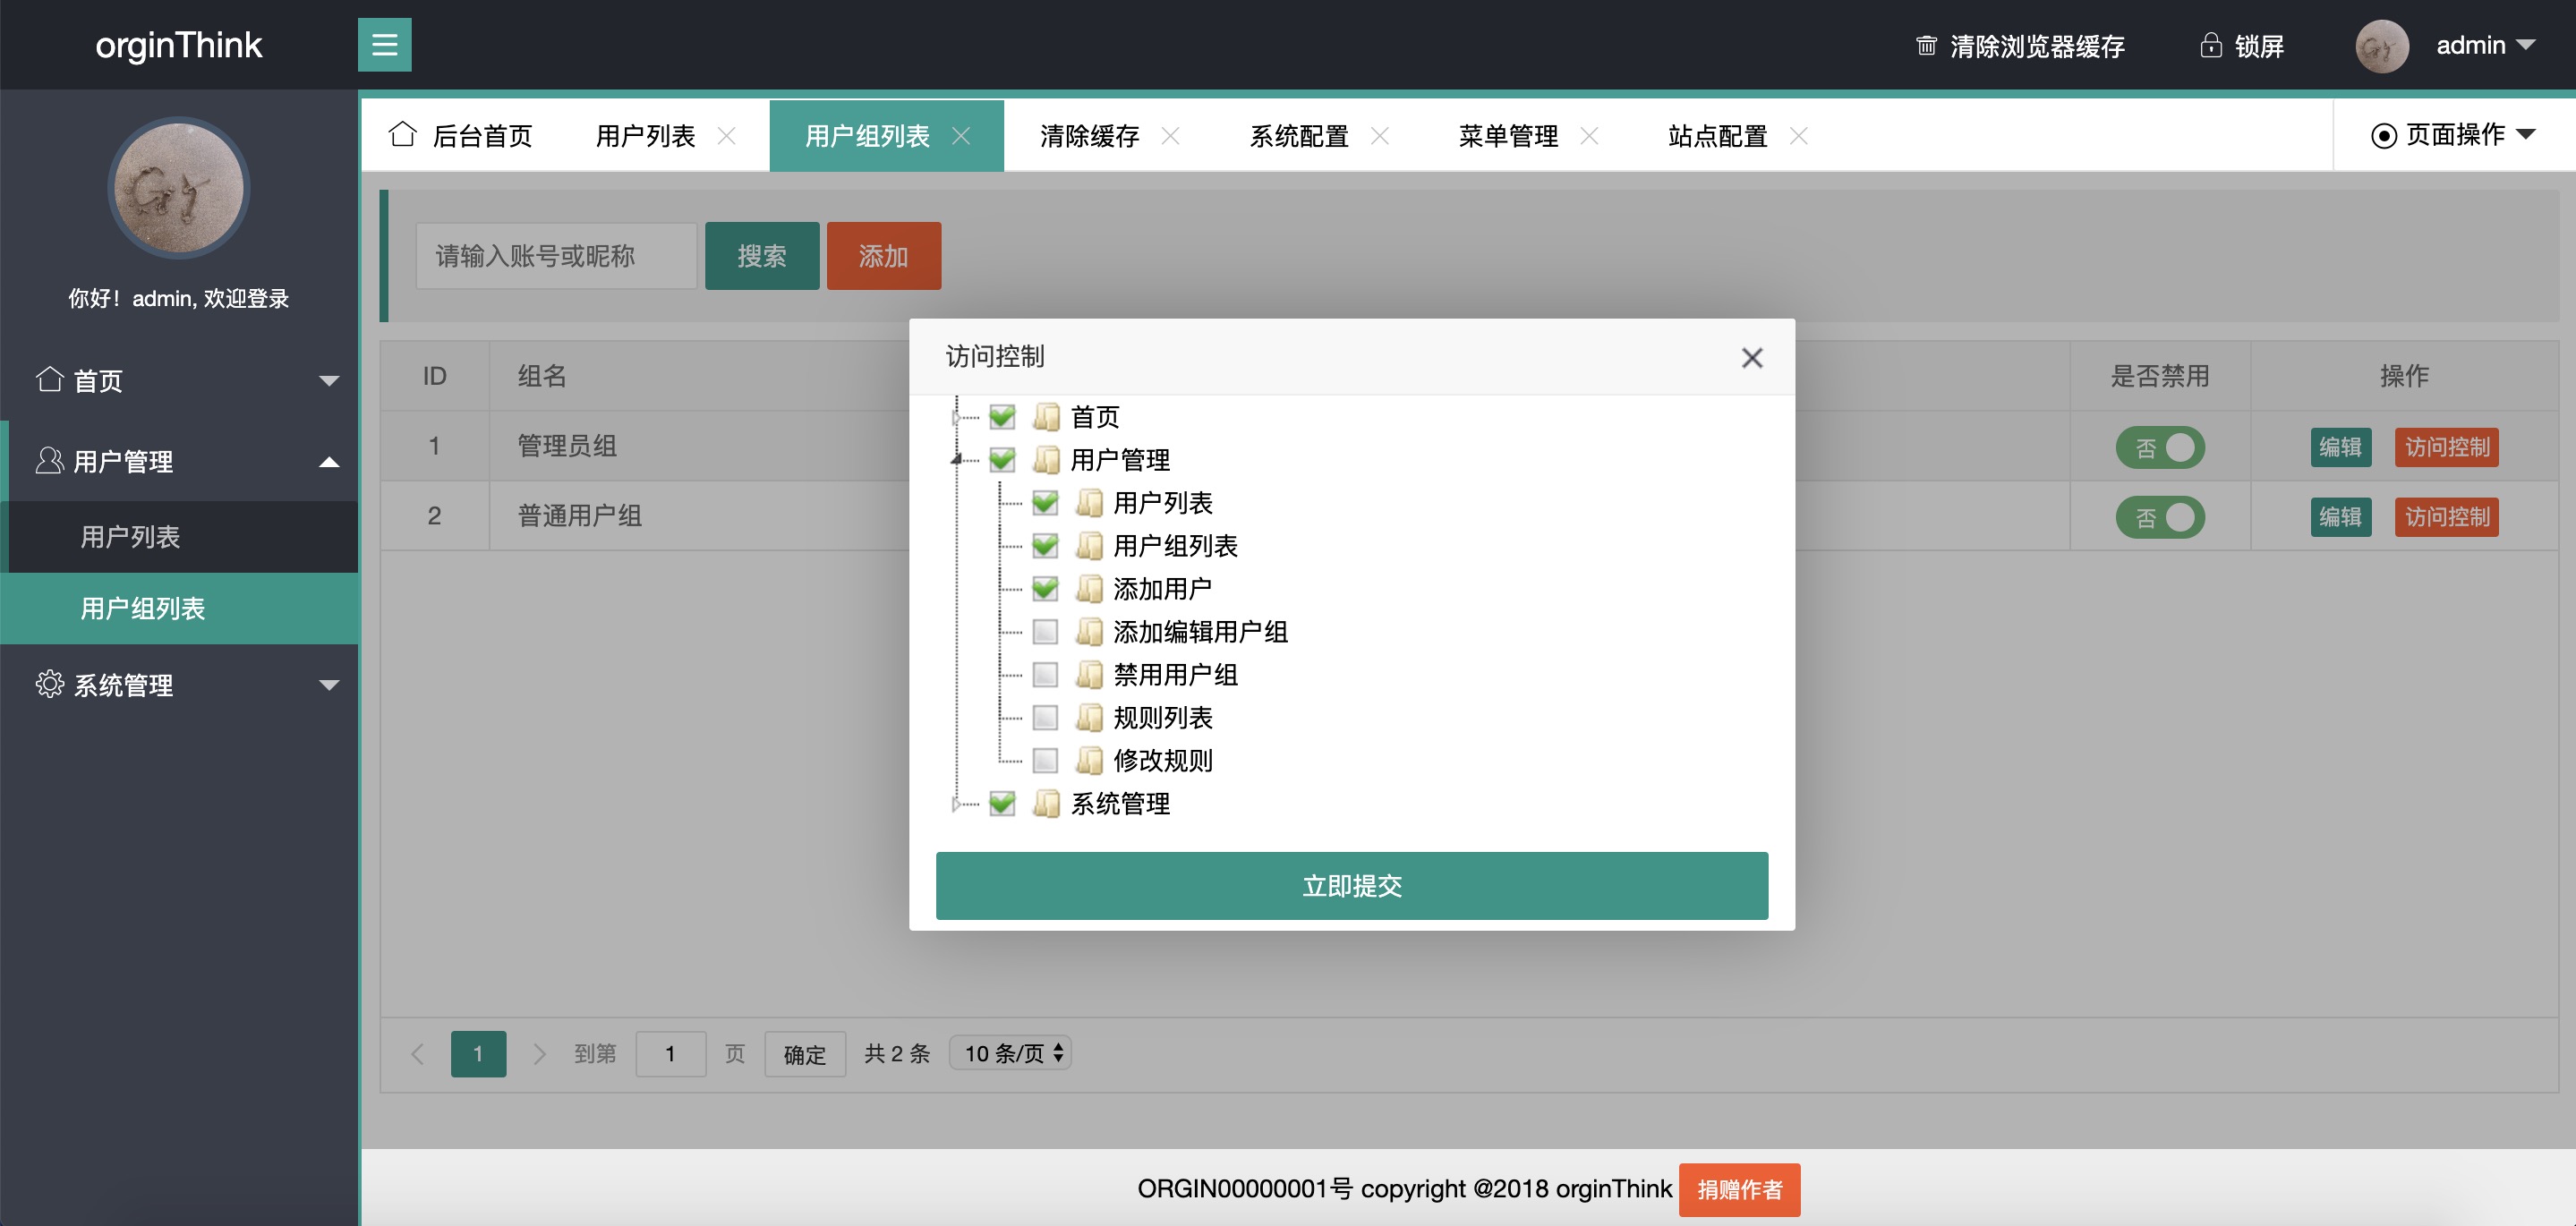 orginThink
清除浏览器缓存 锁屏 admin
后台首页 用户列表 用户组列表 清除缓存 系统配置 菜单管理 站点配置 页面操作
你好！admin, 欢迎登录
首页
用户管理
用户列表
用户组列表
系统管理
请输入账号或昵称 搜索 添加
ID 组名 是否禁用 操作
1 管理员组 否 编辑 访问控制
2 普通用户组 否 编辑 访问控制
访问控制
首页
用户管理
用户列表
用户组列表
添加用户
添加编辑用户组
禁用用户组
规则列表
修改规则
系统管理
立即提交
1 到第 1 页 确定 共 2 条 10 条/页
ORGIN00000001号 copyright @2018 orginThink 捐赠作者